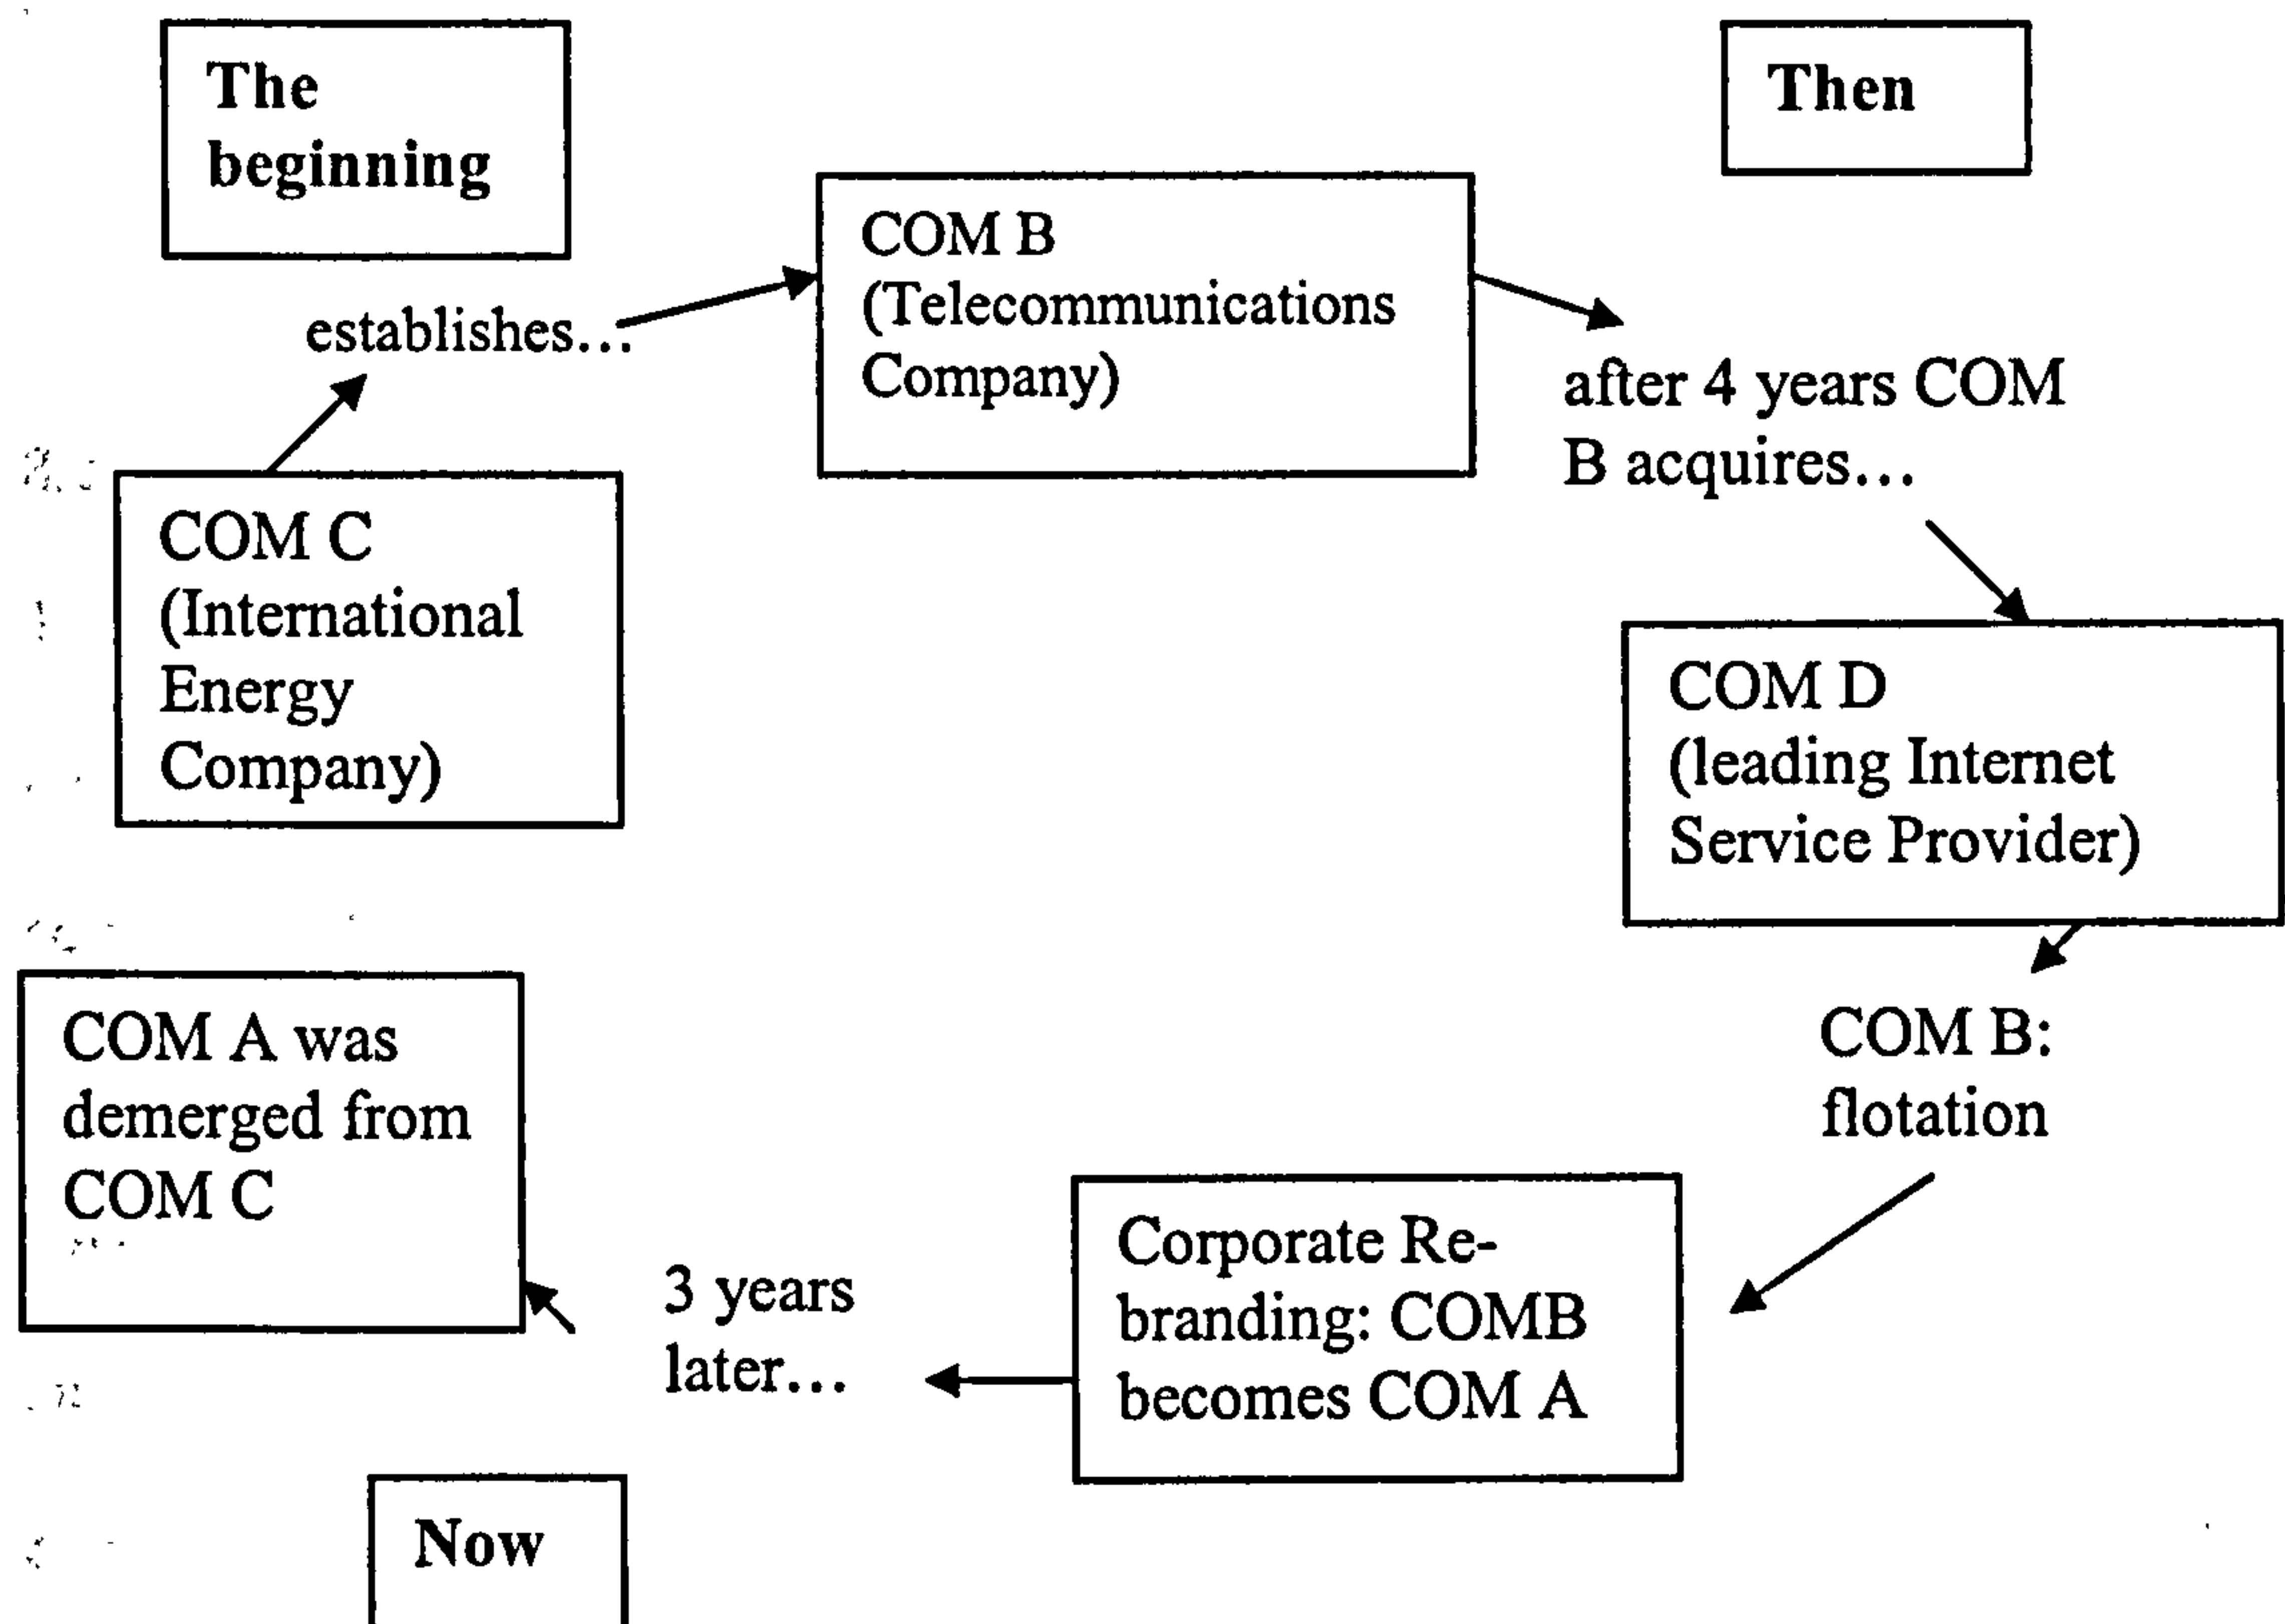 The
beginning
Then
COM B
(Telecommunications
Company)
establishes...
after 4 years COM
B acquires...
COM C
(International
Energy
Company)
COM D
(leading Internet
Service Provider)
COM A was
demerged from
COM C
COM B:
flotation
Corporate Re-
branding: COMB
becomes COM A
3 years
later...
Now